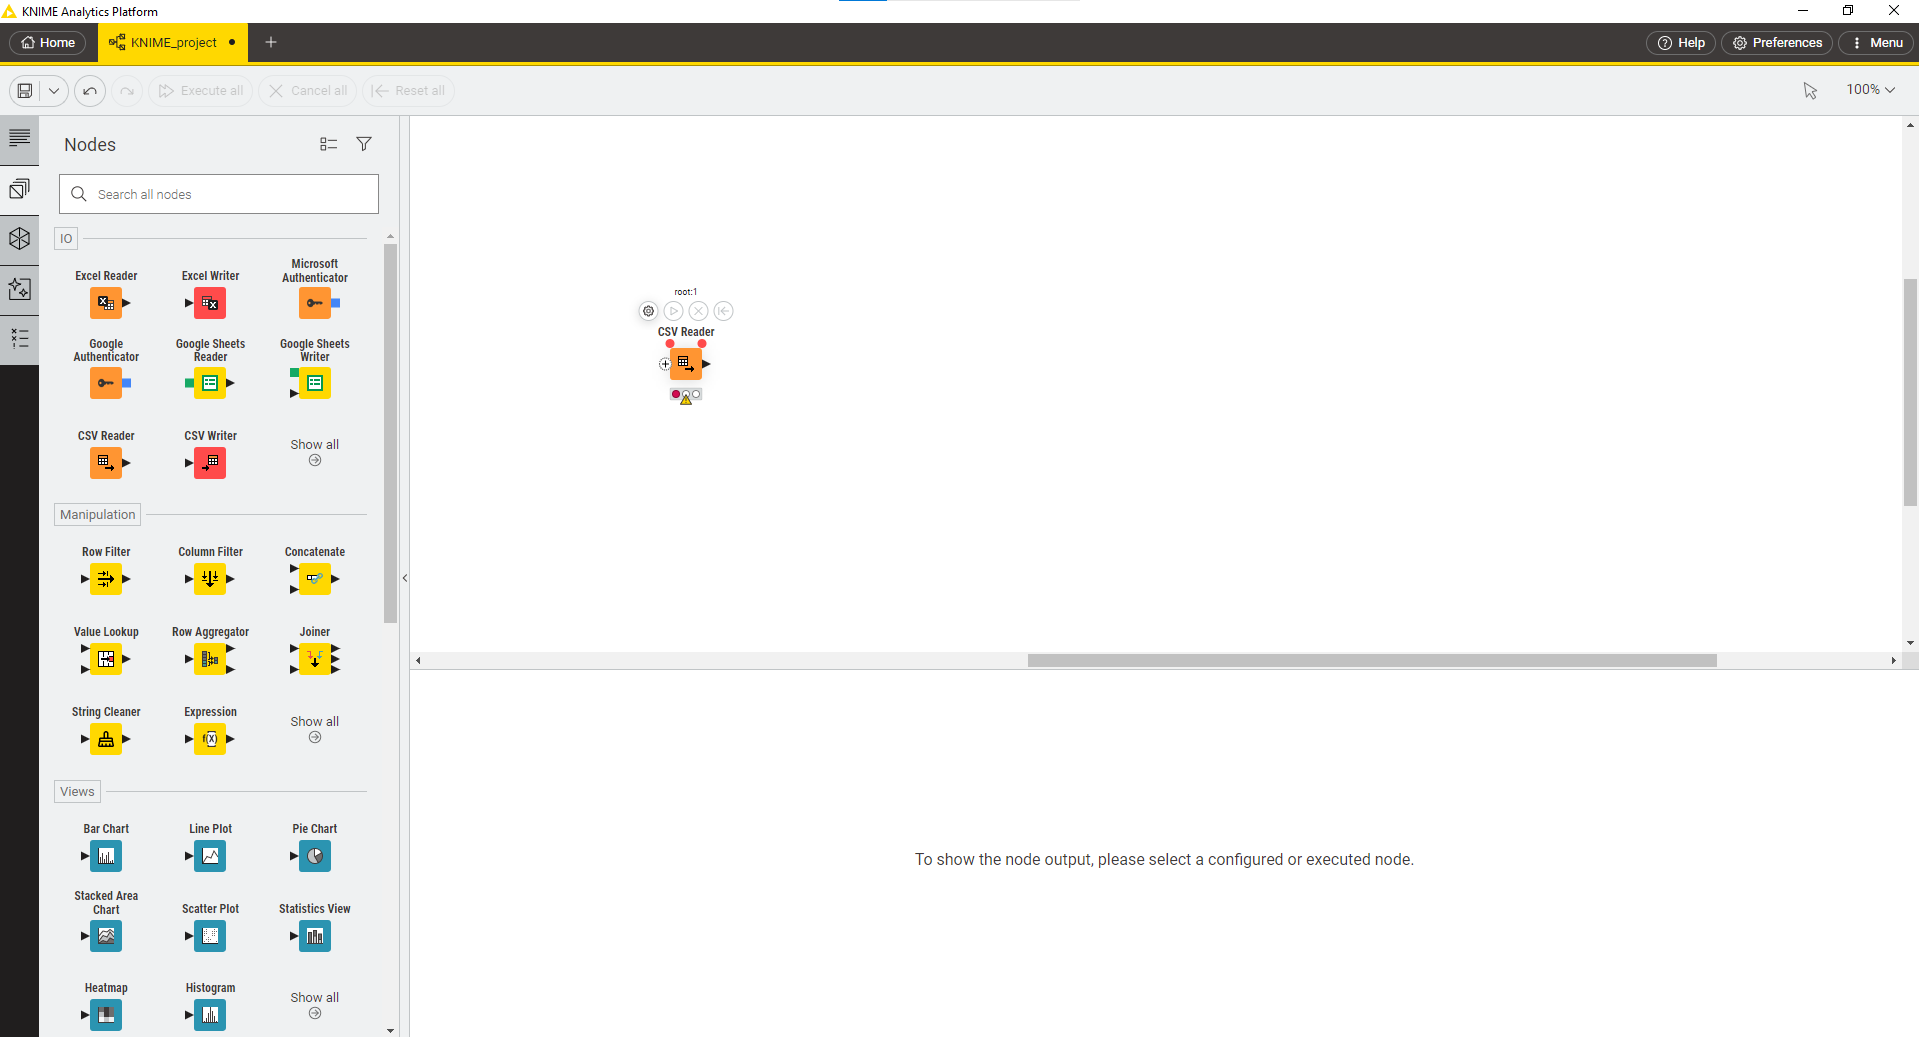 KNIME Analytics Platform
Home
KNIME_project
Help
Preferences
Menu
Execute all
Cancel all
Reset all
100%
Nodes
Search all nodes
IO
Excel Reader
Excel Writer
Microsoft
Authenticator
Google
Authenticator
Google Sheets
Reader
Google Sheets
Writer
CSV Reader
CSV Writer
Show all
Manipulation
Row Filter
Column Filter
Concatenate
Value Lookup
Row Aggregator
Joiner
String Cleaner
Expression
f(X)
Show all
Views
Bar Chart
Line Plot
Pie Chart
Stacked Area
Chart
Scatter Plot
Statistics View
Heatmap
Histogram
Show all
root:1
CSV Reader
To show the node output, please select a configured or executed node.